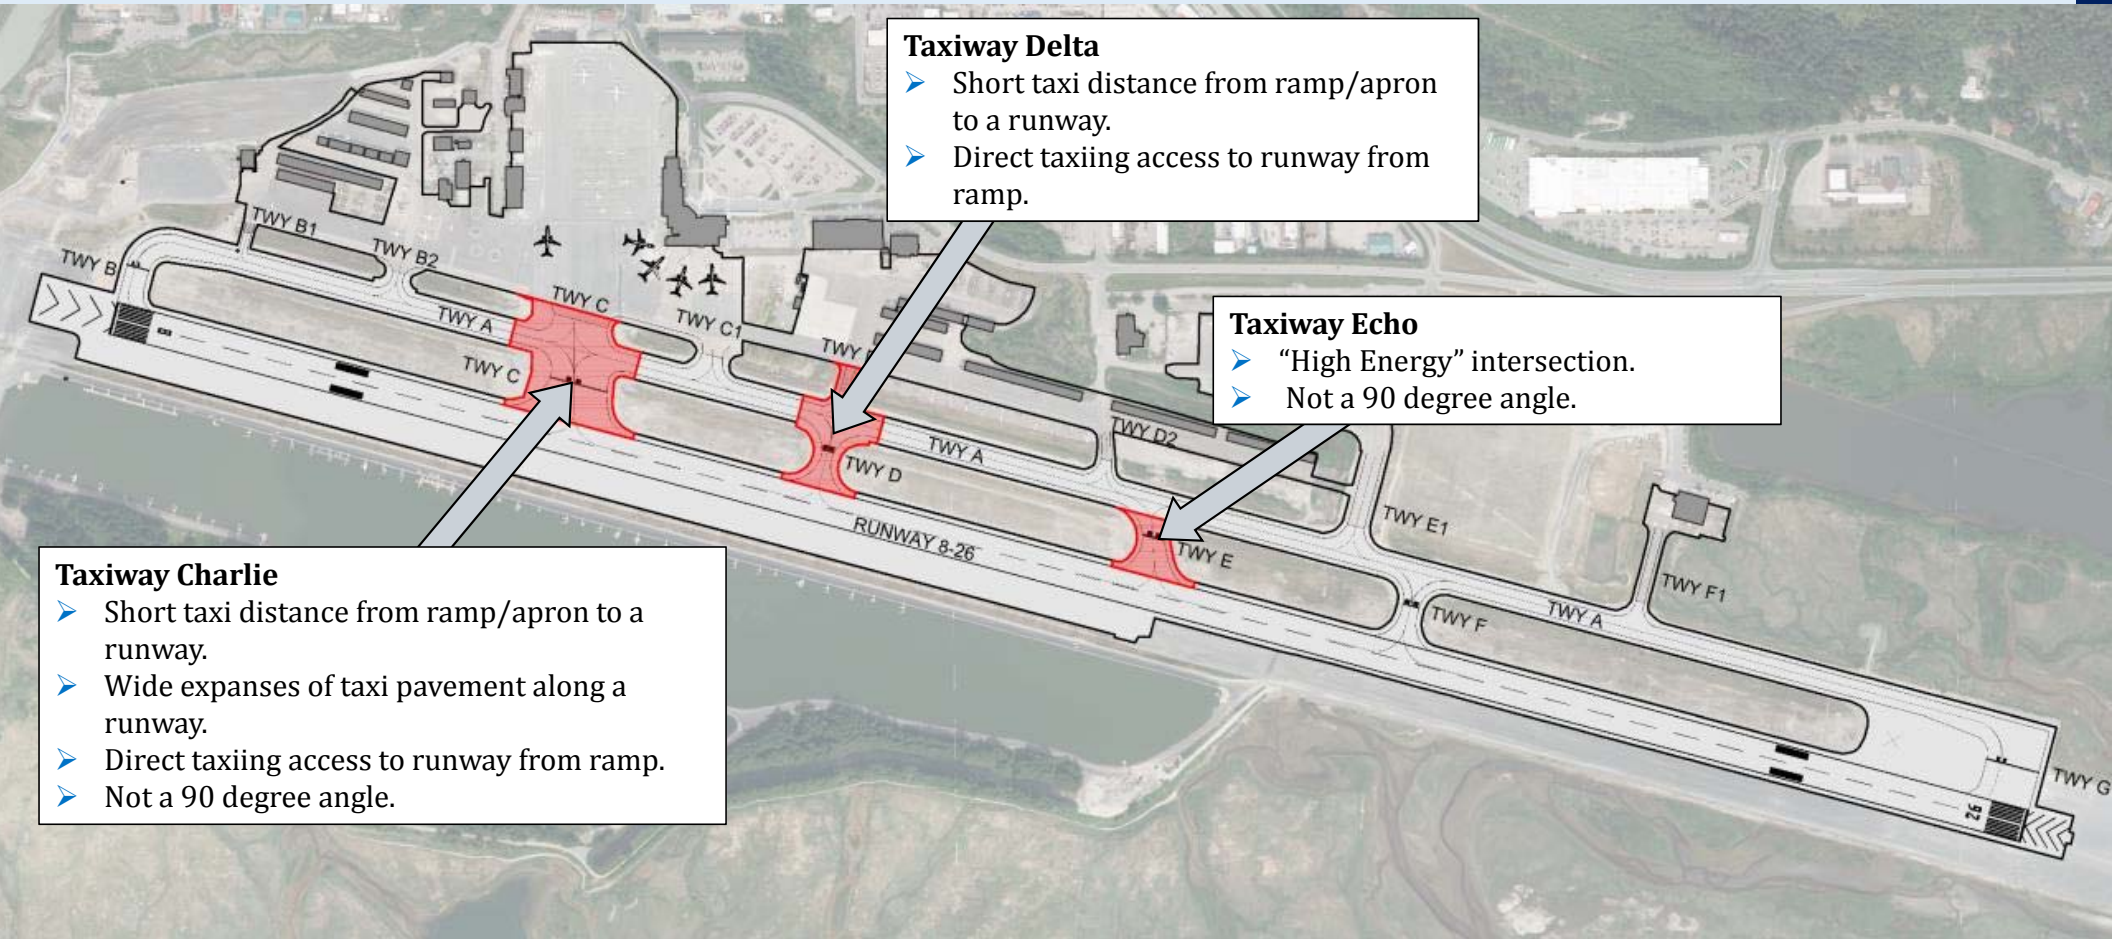 Taxiway Delta
➢ Short taxi distance from ramp/apron
to a runway.
➢ Direct taxiing access to runway from
ramp.
Taxiway Echo
➢ “High Energy” intersection.
➢ Not a 90 degree angle.
Taxiway Charlie
➢ Short taxi distance from ramp/apron to a
runway.
➢ Wide expanses of taxi pavement along a
runway.
➢ Direct taxiing access to runway from ramp.
➢ Not a 90 degree angle.
TWY B
TWY B1
TWY B2
TWY A
TWY C
TWY C
TWY C1
TWY
TWY D
TWY A
TWY D2
RUNWAY 8-26
TWY E
TWY E1
TWY F
TWY A
TWY F1
TWY G
8
26